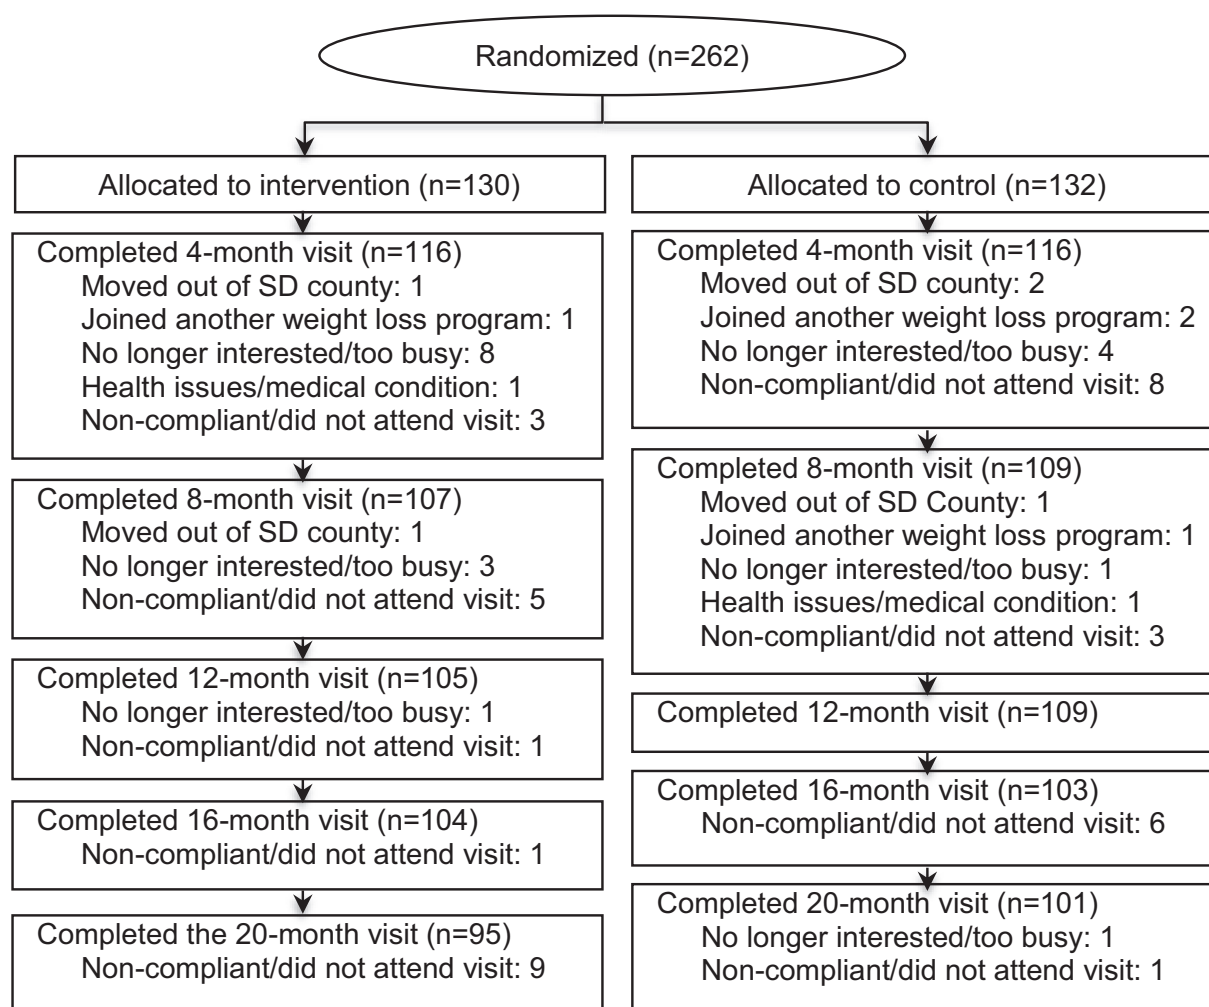 Randomized (n=262)
Allocated to intervention (n=130)
Completed 4-month visit (n=116)
Moved out of SD county: 1
Joined another weight loss program: 1
No longer interested/too busy: 8
Health issues/medical condition: 1
Non-compliant/did not attend visit: 3
Completed 8-month visit (n=107)
Moved out of SD county: 1
No longer interested/too busy: 3
Non-compliant/did not attend visit: 5
Completed 12-month visit (n=105)
No longer interested/too busy: 1
Non-compliant/did not attend visit: 1
Completed 16-month visit (n=104)
Non-compliant/did not attend visit: 1
Completed the 20-month visit (n=95)
Non-compliant/did not attend visit: 9
Allocated to control (n=132)
Completed 4-month visit (n=116)
Moved out of SD county: 2
Joined another weight loss program: 2
No longer interested/too busy: 4
Non-compliant/did not attend visit: 8
Completed 8-month visit (n=109)
Moved out of SD County: 1
Joined another weight loss program: 1
No longer interested/too busy: 1
Health issues/medical condition: 1
Non-compliant/did not attend visit: 3
Completed 12-month visit (n=109)
Completed 16-month visit (n=103)
Non-compliant/did not attend visit: 6
Completed 20-month visit (n=101)
No longer interested/too busy: 1
Non-compliant/did not attend visit: 1